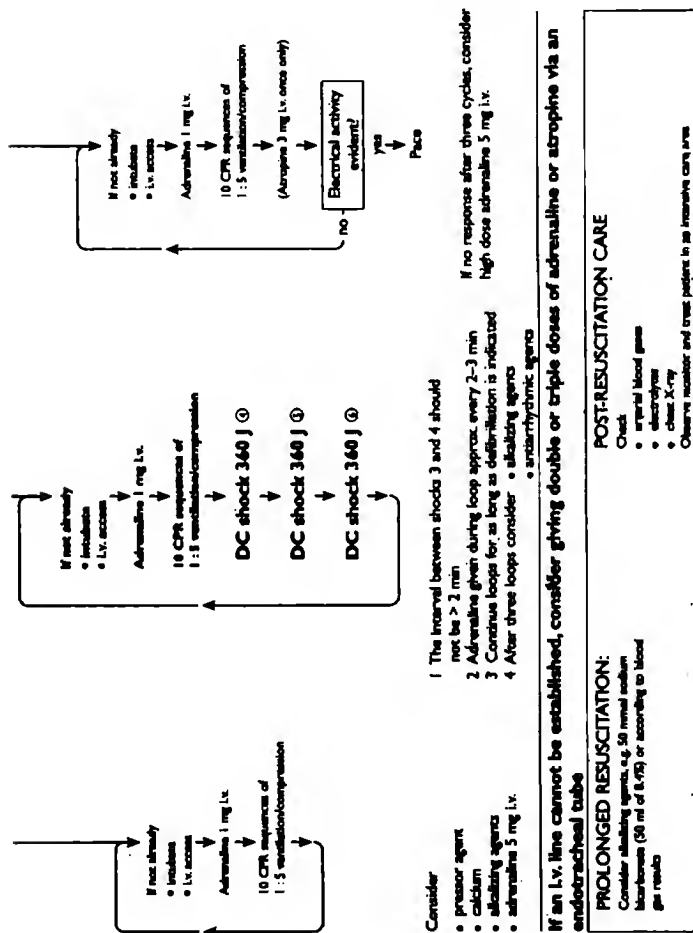 If not already
• intubate
• i.v. access
Adrenaline 1 mg i.v.
10 CPR sequences of
1:5 ventilation/compression
Consider
• pressor agent
• calcium
• alkalizing agents
• adrenaline 5 mg i.v.
If not already
• intubate
• i.v. access
Adrenaline 1 mg i.v.
10 CPR sequences of
1:5 ventilation/compression
DC shock 360 J ④
DC shock 360 J ⑤
DC shock 360 J ⑥
1 The interval between shocks 3 and 4 should
not be > 2 min
2 Adrenaline given during loop approx. every 2–3 min
3 Continue loops for as long as defibrillation is indicated
4 After three loops consider • alkalizing agents
• antiarrhythmic agents
If not already
• intubate
• i.v. access
Adrenaline 1 mg i.v.
10 CPR sequences of
1:5 ventilation/compression
(Atropine 3 mg i.v. once only)
Electrical activity
evident?
no
yes
Pace
If no response after three cycles, consider
high dose adrenaline 5 mg i.v.
If an i.v. line cannot be established, consider giving double or triple doses of adrenaline or atropine via an
endotracheal tube
PROLONGED RESUSCITATION:
Consider alkalizing agents, e.g. 50 mmol sodium
bicarbonate (50 ml of 8.4%) or according to blood
gas results
POST-RESUSCITATION CARE
Check
• arterial blood gases
• electrolytes
• chest X-ray
Observe monitor and treat patient in an intensive care area